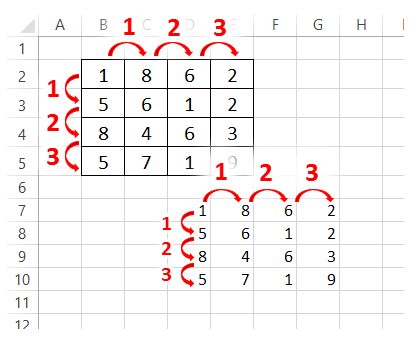 A B C D E F G H
1 2 3
1
2 1 8 6 2
1
3 5 6 1 2
2
4 8 4 6 3
3
5 5 7 1 9
6
1 2 3
7 1 8 6 2
1
8 5 6 1 2
2
9 8 4 6 3
3
10 5 7 1 9
11
12